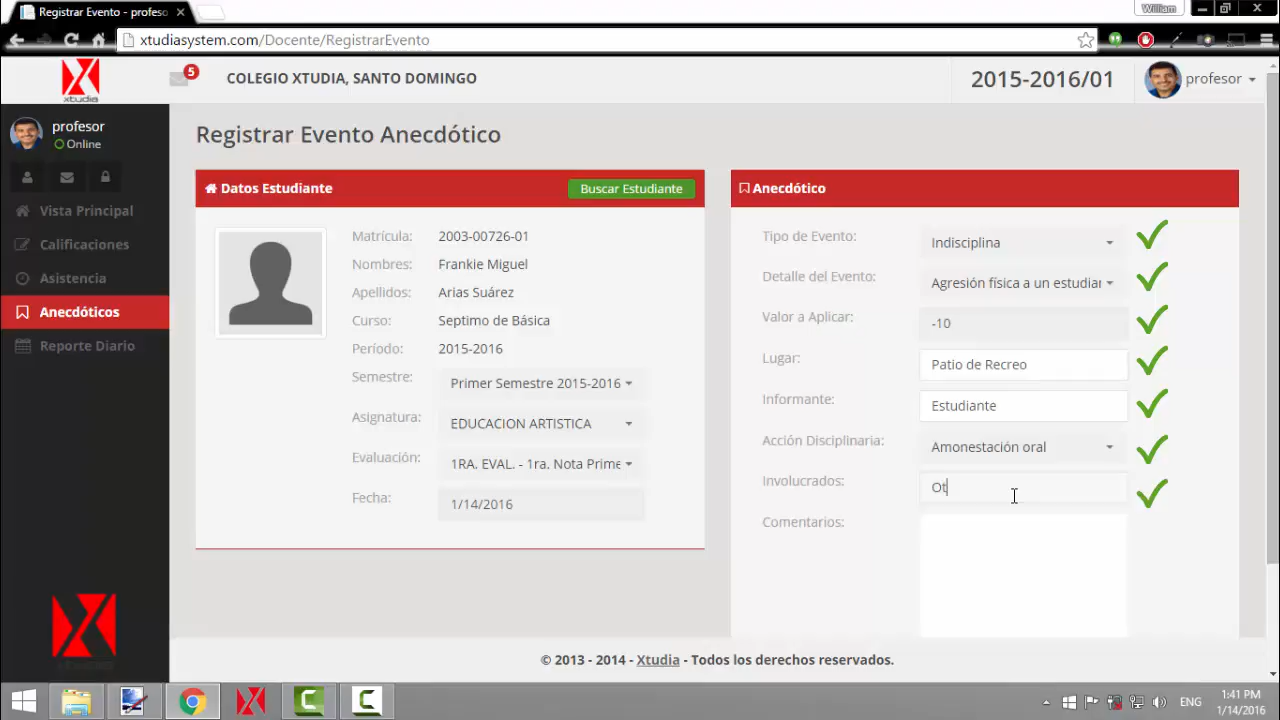 Registrar Evento - profeso
William
xtudiasystem.com/Docente/RegistrarEvento
xtudia
5
COLEGIO XTUDIA, SANTO DOMINGO
2015-2016/01
profesor
profesor
Online
Vista Principal
Calificaciones
Asistencia
Anecdóticos
Reporte Diario
Registrar Evento Anecdótico
Datos Estudiante
Buscar Estudiante
Matrícula: 2003-00726-01
Nombres: Frankie Miguel
Apellidos: Arias Suárez
Curso: Septimo de Básica
Período: 2015-2016
Semestre: Primer Semestre 2015-2016
Asignatura: EDUCACION ARTISTICA
Evaluación: 1RA. EVAL. - 1ra. Nota Prime
Fecha: 1/14/2016
Anecdótico
Tipo de Evento: Indisciplina
Detalle del Evento: Agresión física a un estudiar
Valor a Aplicar: -10
Lugar: Patio de Recreo
Informante: Estudiante
Acción Disciplinaria: Amonestación oral
Involucrados: Ot
Comentarios:
© 2013 - 2014 - Xtudia - Todos los derechos reservados.
ENG
1:41 PM
1/14/2016